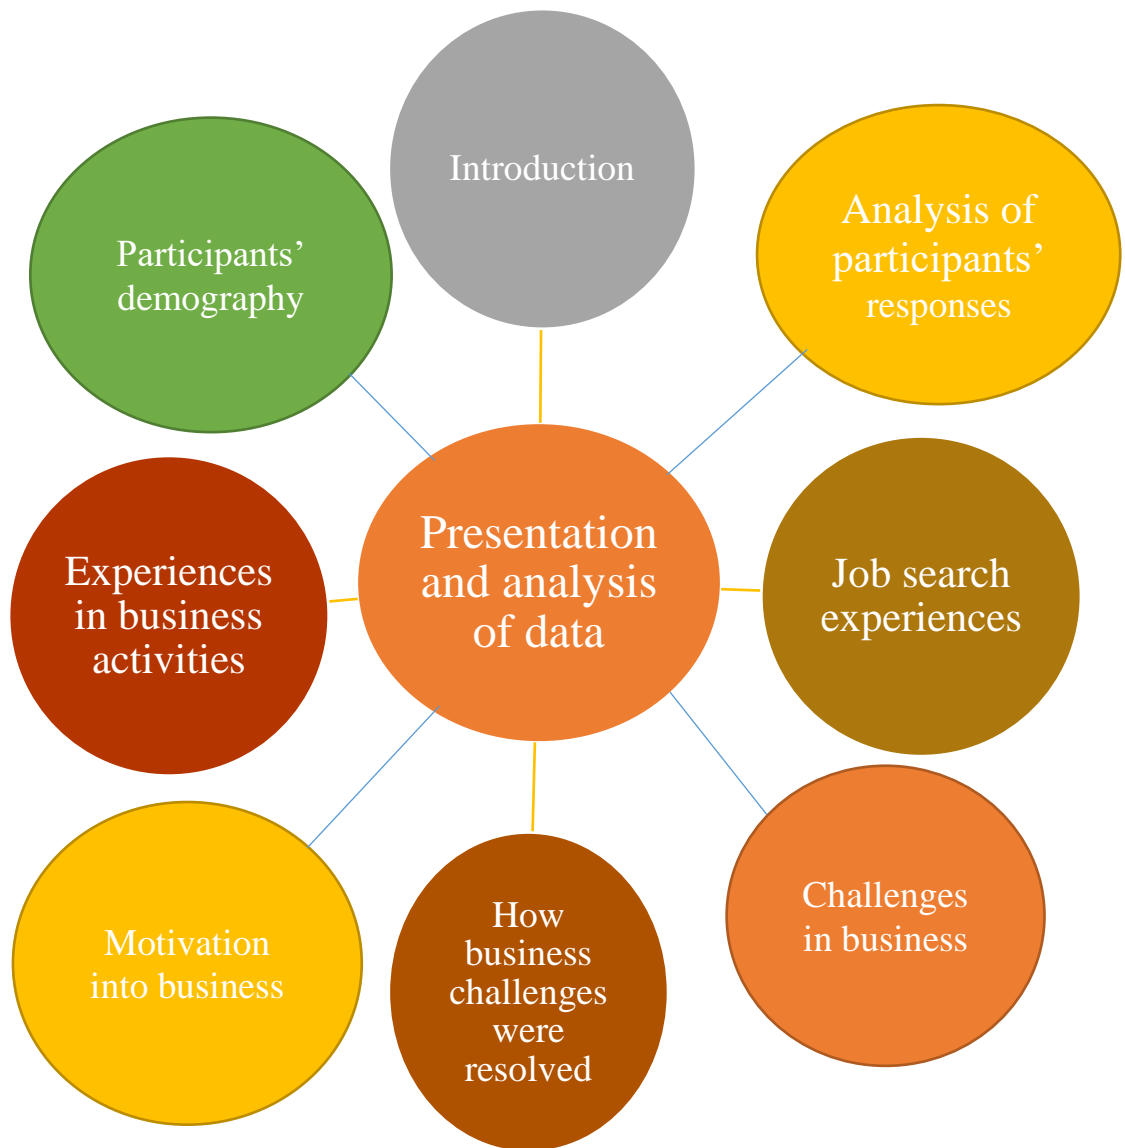 Introduction
Analysis of
participants’
responses
Participants’
demography
Presentation
and analysis
of data
Experiences
in business
activities
Job search
experiences
Challenges
in business
How
business
challenges
were
resolved
Motivation
into business